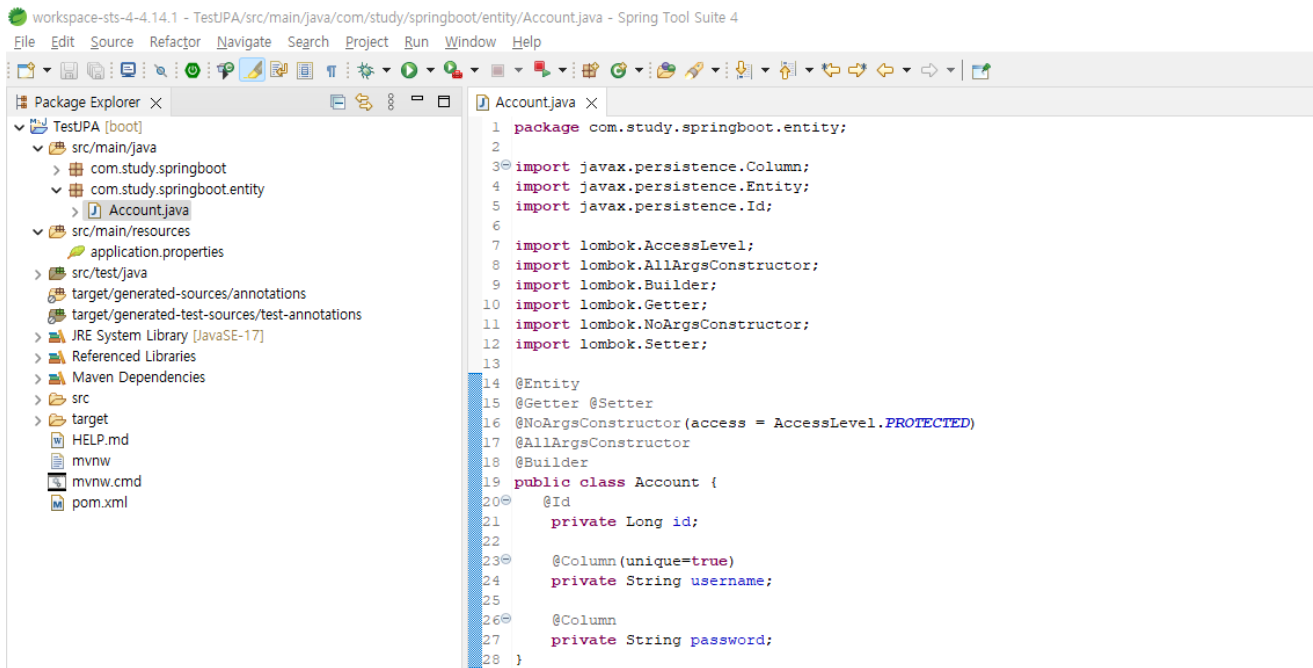 workspace-sts-4-4.14.1 - TestJPA/src/main/java/com/study/springboot/entity/Account.java - Spring Tool Suite 4
File Edit Source Refactor Navigate Search Project Run Window Help
Package Explorer
TestJPA [boot]
src/main/java
com.study.springboot
com.study.springboot.entity
Account.java
src/main/resources
application.properties
src/test/java
target/generated-sources/annotations
target/generated-test-sources/test-annotations
JRE System Library [JavaSE-17]
Referenced Libraries
Maven Dependencies
src
target
HELP.md
mvnw
mvnw.cmd
pom.xml
Account.java
1 package com.study.springboot.entity;
2
3 import javax.persistence.Column;
4 import javax.persistence.Entity;
5 import javax.persistence.Id;
6
7 import lombok.AccessLevel;
8 import lombok.AllArgsConstructor;
9 import lombok.Builder;
10 import lombok.Getter;
11 import lombok.NoArgsConstructor;
12 import lombok.Setter;
13
14 @Entity
15 @Getter @Setter
16 @NoArgsConstructor(access = AccessLevel.PROTECTED)
17 @AllArgsConstructor
18 @Builder
19 public class Account {
20 @Id
21 private Long id;
22
23 @Column(unique=true)
24 private String username;
25
26 @Column
27 private String password;
28 }